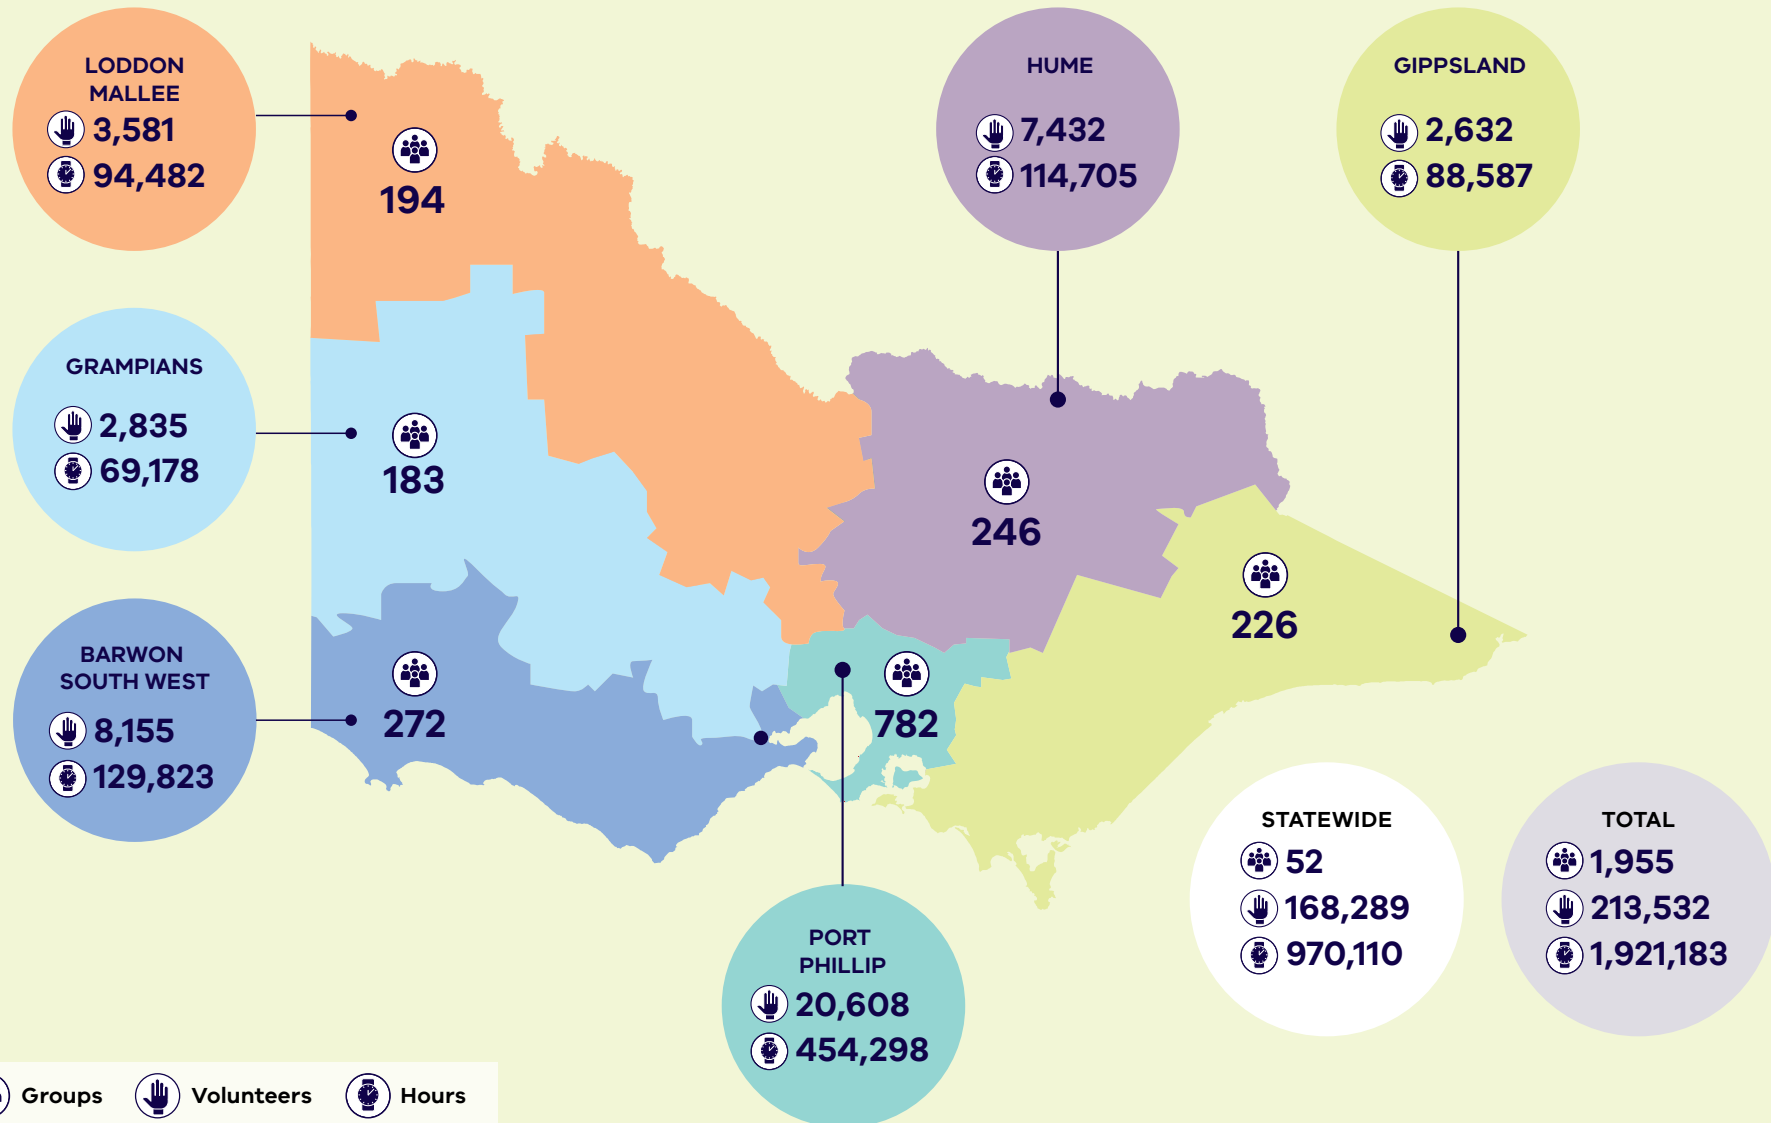 LODDON
MALLEE
3,581
94,482
194
HUME
7,432
114,705
246
GIPPSLAND
2,632
88,587
226
GRAMPIANS
2,835
69,178
183
BARWON
SOUTH WEST
8,155
129,823
272
782
PORT
PHILLIP
20,608
454,298
STATEWIDE
52
168,289
970,110
TOTAL
1,955
213,532
1,921,183
Groups Volunteers Hours